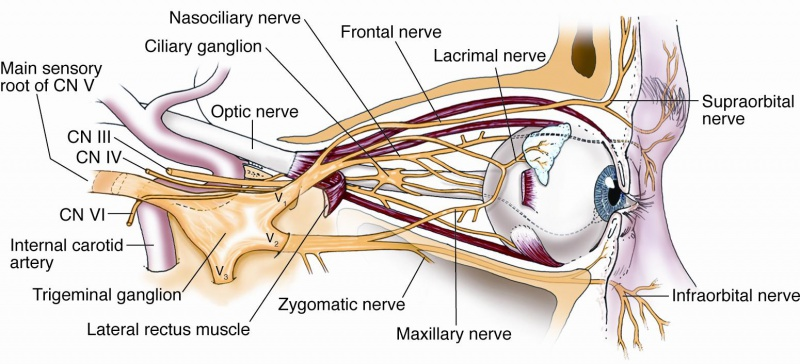 Nasociliary nerve
Ciliary ganglion
Frontal nerve
Lacrimal nerve
Main sensory
root of CN V
Optic nerve
Supraorbital
nerve
CN III
CN IV
V₁
CN VI
V₂
Internal carotid
artery
V₃
Trigeminal ganglion
Zygomatic nerve
Infraorbital nerve
Lateral rectus muscle
Maxillary nerve